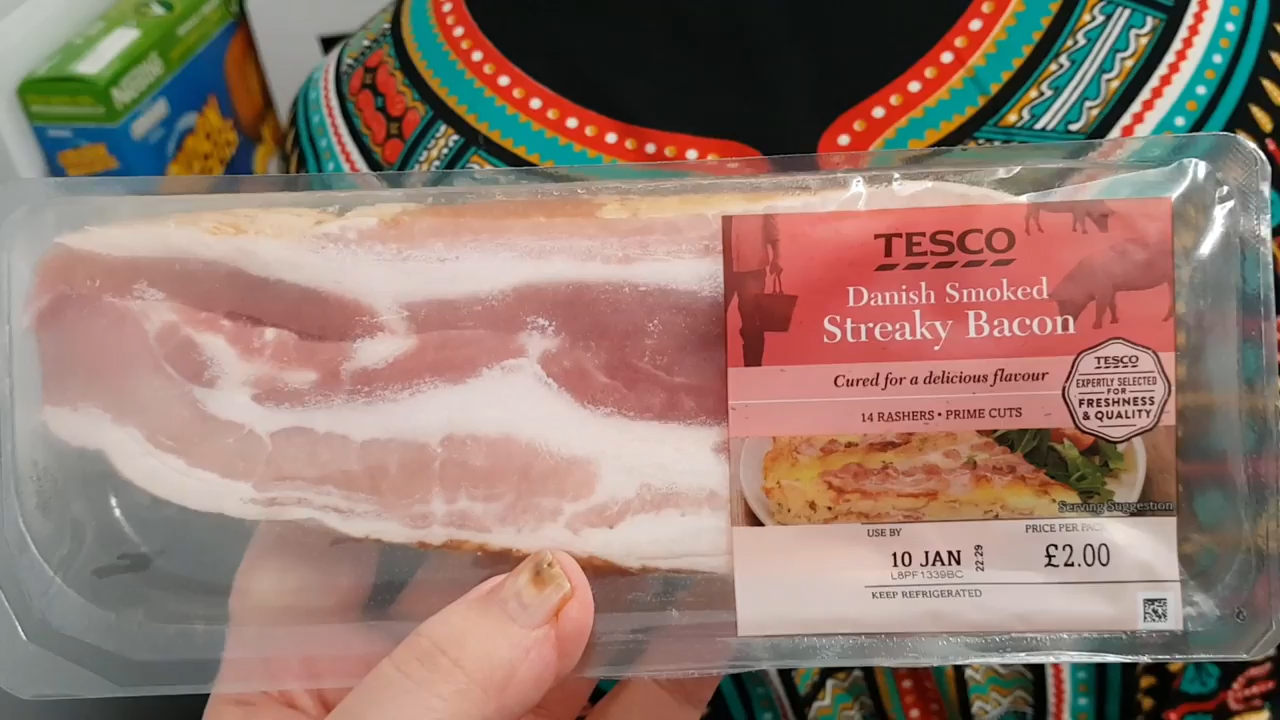 Nestlé
TESCO
Danish Smoked
Streaky Bacon
Cured for a delicious flavour
14 RASHERS • PRIME CUTS
TESCO
EXPERTLY SELECTED
FOR
FRESHNESS
& QUALITY
Serving Suggestion
USE BY
10 JAN
22:29
L8PF1339BC
PRICE PER PACK
£2.00
KEEP REFRIGERATED